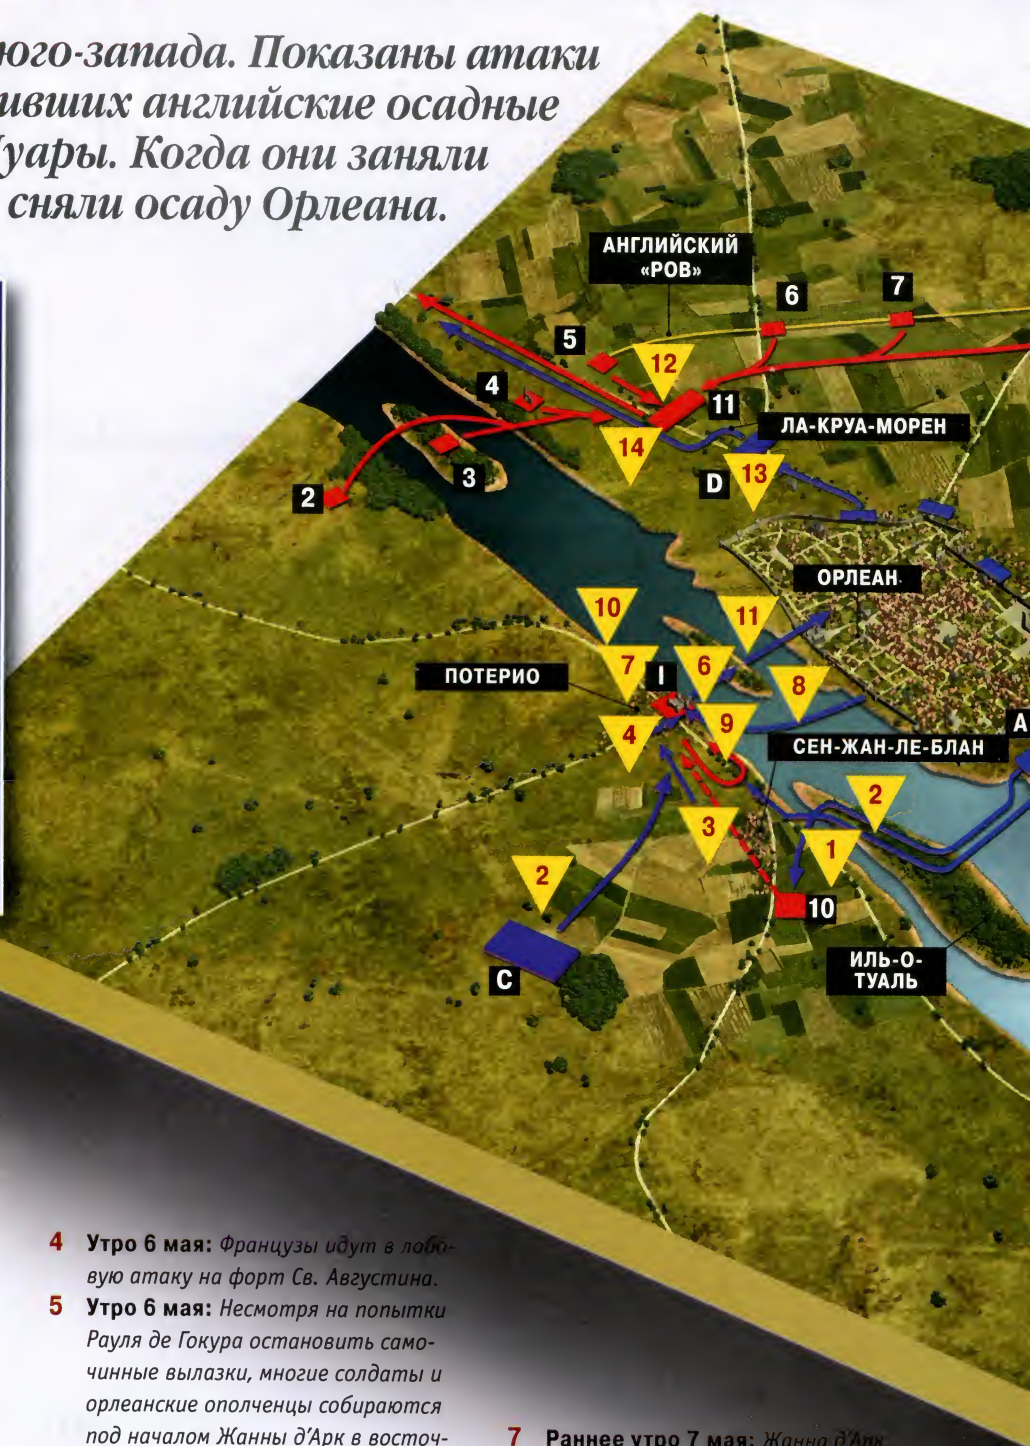 юго-запада. Показаны атаки
ивших английские осадные
уары. Когда они заняли
сняли осаду Орлеана.
АНГЛИЙСКИЙ
«РОВ»
6
7
5
12
4
11
ЛА-КРУА-МОРЕН
14
13
D
3
2
ОРЛЕАН
10
11
7
I
6
8
ПОТЕРИО
4
9
A
СЕН-ЖАН-ЛЕ-БЛАН
2
3
1
2
10
ИЛЬ-О-
ТУАЛЬ
C
4 Утро 6 мая: Французы идут в лобо-
вую атаку на форт Св. Августина.
5 Утро 6 мая: Несмотря на попытки
Рауля де Гокура остановить само-
чинные вылазки, многие солдаты и
орлеанские ополченцы собираются
под началом Жанны д'Арк в восточ-
7 Раннее утро 7 мая: Жанна д'Арк